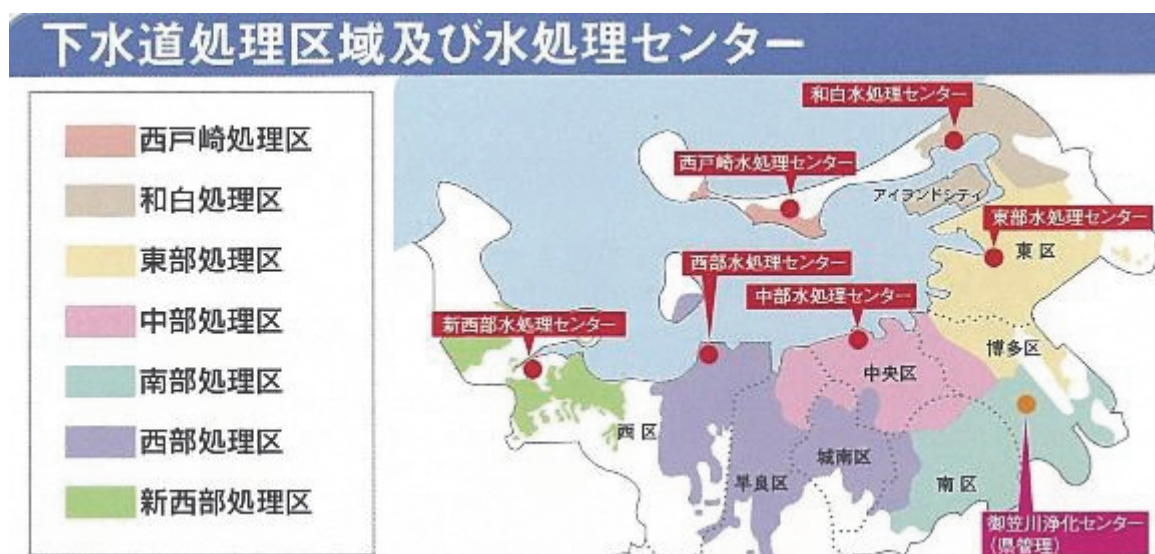 下水道処理区域及び水処理センター
西戸崎処理区
和白処理区
東部処理区
中部処理区
南部処理区
西部処理区
新西部処理区
和白水処理センター
西戸崎水処理センター
アイランドシティ
東部水処理センター
東区
西部水処理センター
中部水処理センター
新西部水処理センター
博多区
中央区
西区
城南区
早良区
南区
御笠川浄化センター
(県管理)